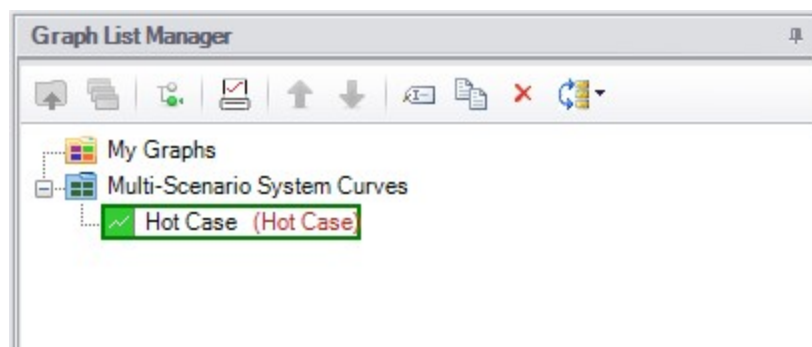 Graph List Manager
My Graphs
Multi-Scenario System Curves
Hot Case (Hot Case)